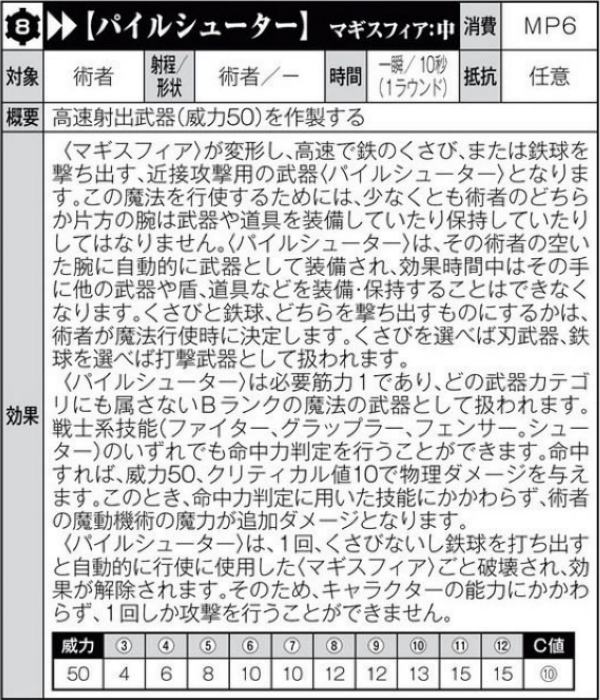 8 ▶▶【パイルシューター】 マギスフィア:中 消費 MP6
対象 術者 射程/形状 術者/― 時間 一瞬/10秒(1ラウンド) 抵抗 任意
概要 高速射出武器(威力50)を作製する
効果
〈マギスフィア〉が変形し、高速で鉄のくさび、または鉄球を
撃ち出す、近接攻撃用の武器〈パイルシューター〉となりま
す。この魔法を行使するためには、少なくとも術者のどちら
か片方の腕は武器や道具を装備していたり保持していたり
してはなりません。〈パイルシューター〉は、その術者の空い
た腕に自動的に武器として装備され、効果時間中はその手
に他の武器や盾、道具などを装備・保持することはできなく
なります。くさびと鉄球、どちらを撃ち出すものにするかは、
術者が魔法行使時に決定します。くさびを選べば刃武器、鉄
球を選べば打撃武器として扱われます。
〈パイルシューター〉は必要筋力1であり、どの武器カテゴ
リにも属さないBランクの魔法の武器として扱われます。
戦士系技能(ファイター、グラップラー、フェンサー。シュー
ター)のいずれでも命中力判定を行うことができます。命中
すれば、威力50、クリティカル値10で物理ダメージを与え
ます。このとき、命中力判定に用いた技能にかかわらず、術者
の魔動機術の魔力が追加ダメージとなります。
〈パイルシューター〉は、1回、くさびないし鉄球を打ち出す
と自動的に行使に使用した〈マギスフィア〉ごと破壊され、効
果が解除されます。そのため、キャラクターの能力にかかわ
らず、1回しか攻撃を行うことができません。
威力 ③ ④ ⑤ ⑥ ⑦ ⑧ ⑨ ⑩ ⑪ ⑫ C値
50 4 6 8 10 10 12 12 13 15 15 ⑩